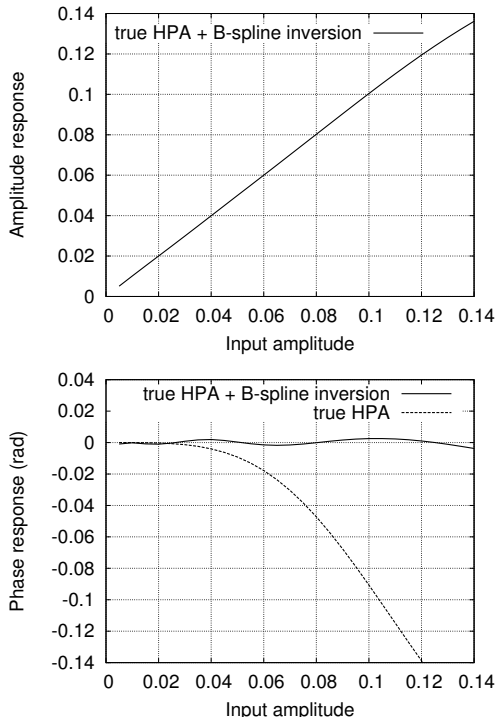 true HPA + B-spline inversion
Amplitude response
0.14
0.12
0.10
0.08
0.06
0.04
0.02
0
0 0.02 0.04 0.06 0.08 0.1 0.12 0.14
Input amplitude
true HPA + B-spline inversion
true HPA
Phase response (rad)
0.04
0.02
0
-0.02
-0.04
-0.06
-0.08
-0.1
-0.12
-0.14
0 0.02 0.04 0.06 0.08 0.1 0.12 0.14
Input amplitude